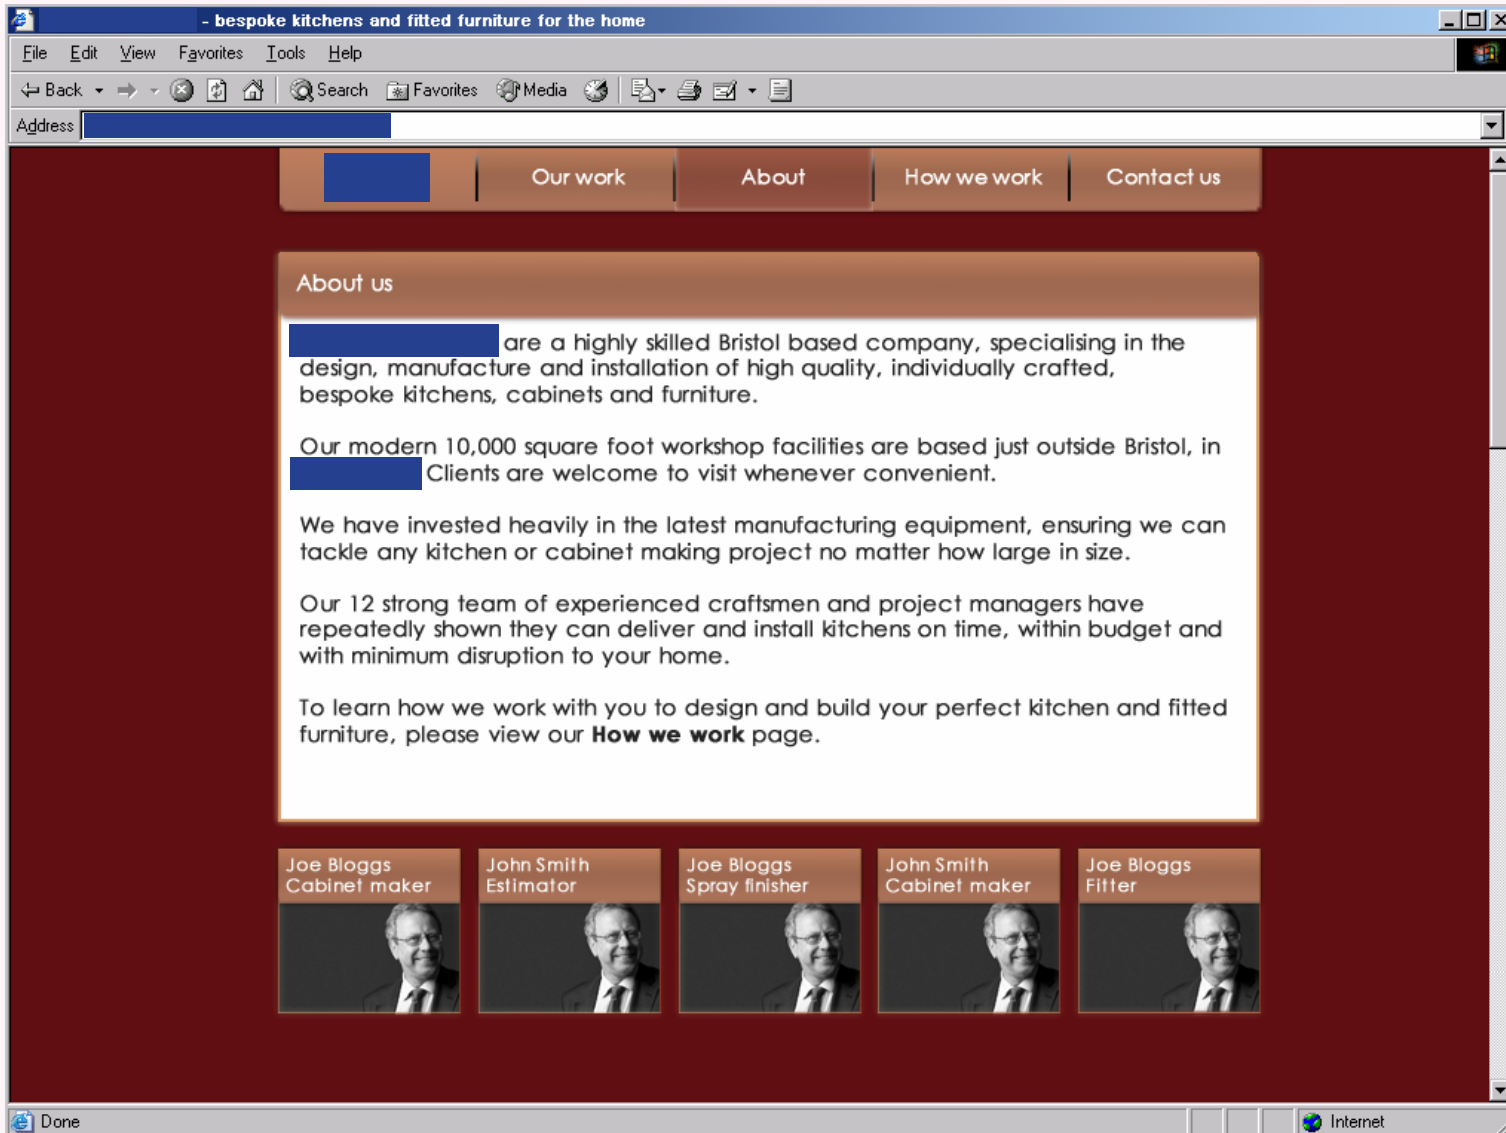 - bespoke kitchens and fitted furniture for the home
File Edit View Favorites Tools Help
Back Search Favorites Media
Address
Our work About How we work Contact us
About us
are a highly skilled Bristol based company, specialising in the
design, manufacture and installation of high quality, individually crafted,
bespoke kitchens, cabinets and furniture.
Our modern 10,000 square foot workshop facilities are based just outside Bristol, in
Clients are welcome to visit whenever convenient.
We have invested heavily in the latest manufacturing equipment, ensuring we can
tackle any kitchen or cabinet making project no matter how large in size.
Our 12 strong team of experienced craftsmen and project managers have
repeatedly shown they can deliver and install kitchens on time, within budget and
with minimum disruption to your home.
To learn how we work with you to design and build your perfect kitchen and fitted
furniture, please view our How we work page.
Joe Bloggs
Cabinet maker
John Smith
Estimator
Joe Bloggs
Spray finisher
John Smith
Cabinet maker
Joe Bloggs
Fitter
Done
Internet